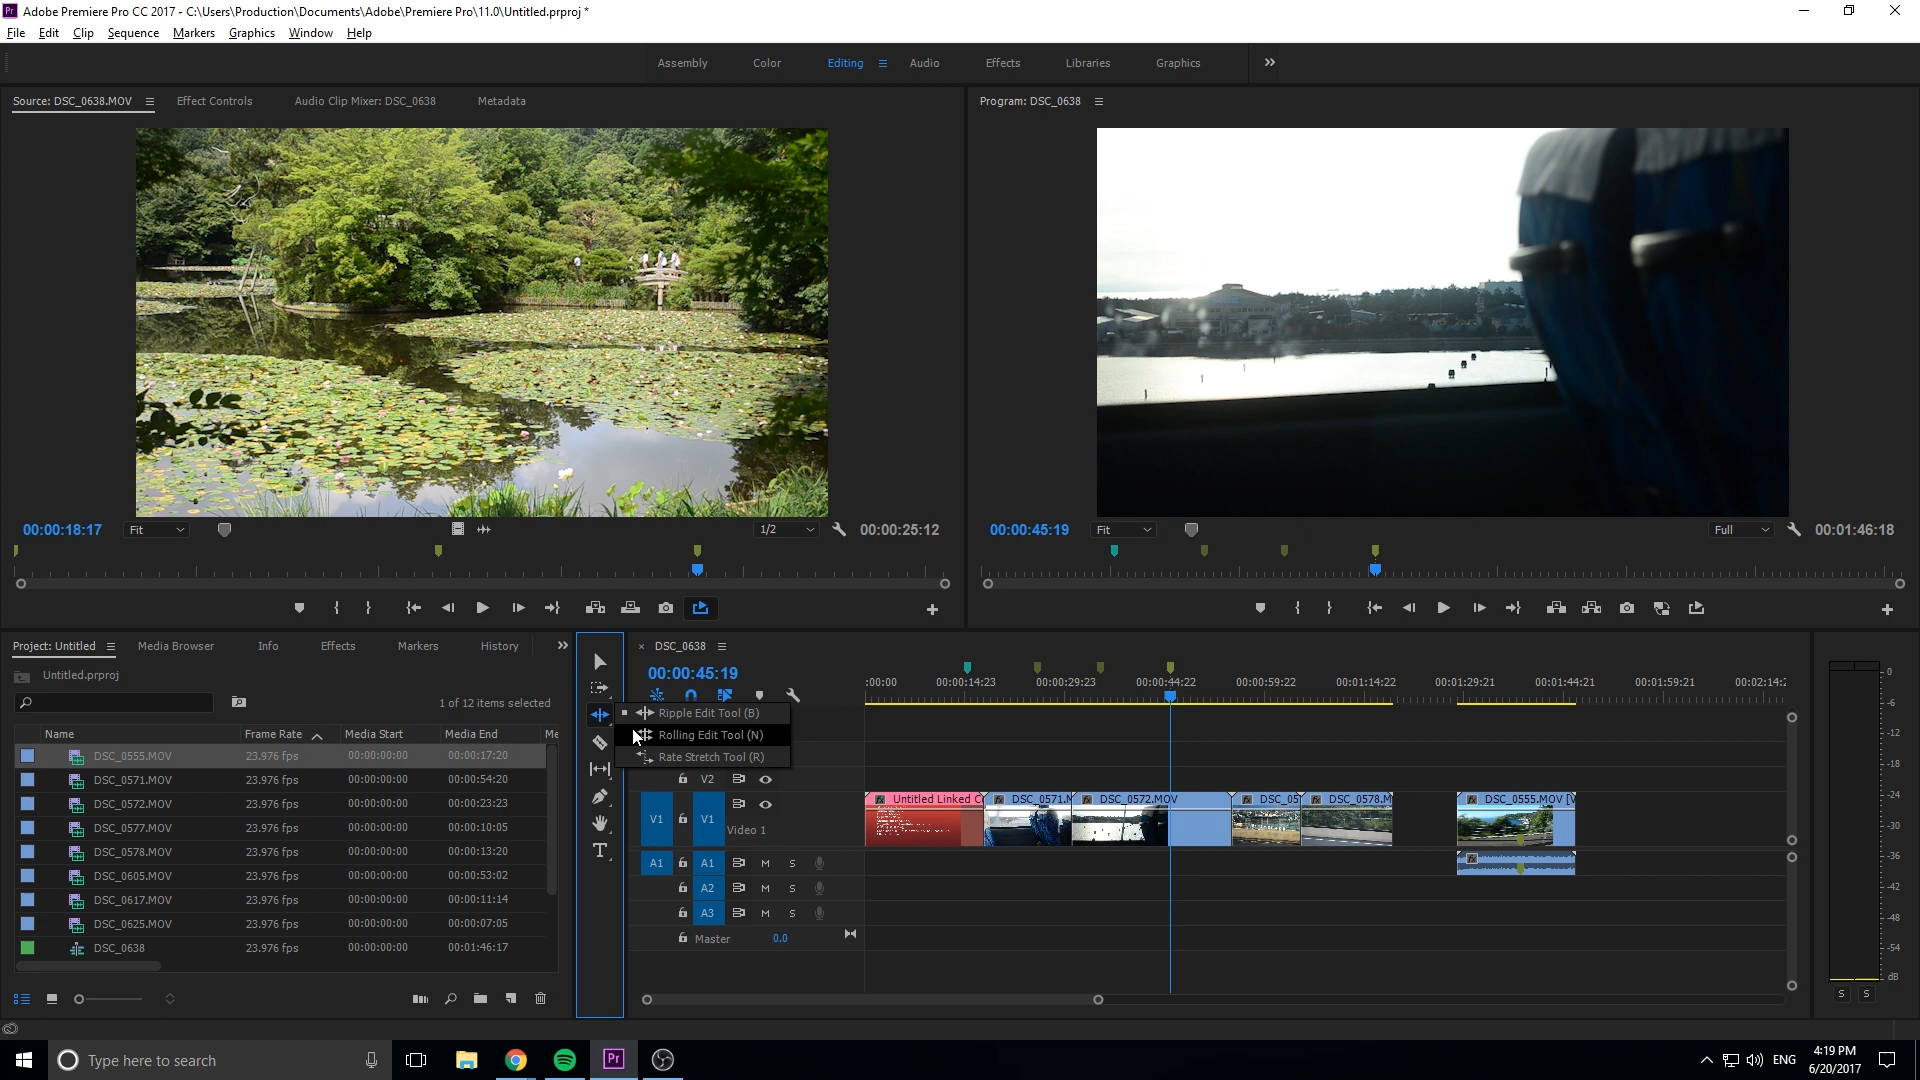 Pr Adobe Premiere Pro CC 2017 - C:\Users\Production\Documents\Adobe\Premiere Pro\11.0\Untitled.prproj *
File Edit Clip Sequence Markers Graphics Window Help
Assembly Color Editing Audio Effects Libraries Graphics
Source: DSC_0638.MOV Effect Controls Audio Clip Mixer: DSC_0638 Metadata
Program: DSC_0638
00:00:18:17 Fit 1/2 00:00:25:12
00:00:45:19 Fit Full 00:01:46:18
Project: Untitled Media Browser Info Effects Markers History
Untitled.prproj
1 of 12 items selected
Name Frame Rate Media Start Media End Me
DSC_0555.MOV 23.976 fps 00:00:00:00 00:00:17:20
DSC_0571.MOV 23.976 fps 00:00:00:00 00:00:54:20
DSC_0572.MOV 23.976 fps 00:00:00:00 00:00:23:23
DSC_0577.MOV 23.976 fps 00:00:00:00 00:00:10:05
DSC_0578.MOV 23.976 fps 00:00:00:00 00:00:13:20
DSC_0605.MOV 23.976 fps 00:00:00:00 00:00:53:02
DSC_0617.MOV 23.976 fps 00:00:00:00 00:00:11:14
DSC_0625.MOV 23.976 fps 00:00:00:00 00:00:07:05
DSC_0638 23.976 fps 00:00:00:00 00:01:46:17
× DSC_0638
00:00:45:19
:00:00 00:00:14:23 00:00:29:23 00:00:44:22 00:00:59:22 00:01:14:22 00:01:29:21 00:01:44:21 00:01:59:21 00:02:14:2
Ripple Edit Tool (B)
Rolling Edit Tool (N)
Rate Stretch Tool (R)
V2
Untitled Linked C DSC_0571.M DSC_0572.MOV DSC_05 DSC_0578.M DSC_0555.MOV [V
V1 V1
Video 1
A1 A1 M S
A2 M S
A3 M S
Master 0.0
0
-6
-12
-18
-24
-30
-36
-42
-48
-54
dB
S S
Type here to search
Pr
ENG
4:19 PM
6/20/2017